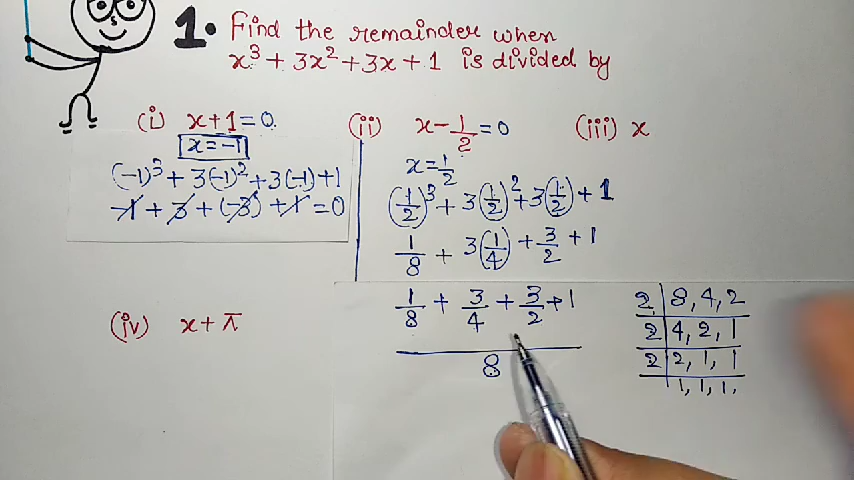 1. Find the remainder when
x³ + 3x² + 3x + 1 is divided by
(i) x+1 = 0
x = -1
(-1)³ + 3(-1)² + 3(-1) + 1
-1 + 3 + (-3) + 1 = 0
(ii) x - 1/2 = 0
x = 1/2
(1/2)³ + 3(1/2)² + 3(1/2) + 1
1/8 + 3(1/4) + 3/2 + 1
1/8 + 3/4 + 3/2 + 1
8
(iii) x
2 | 8, 4, 2
2 | 4, 2, 1
2 | 2, 1, 1
1, 1, 1,
(iv) x + π